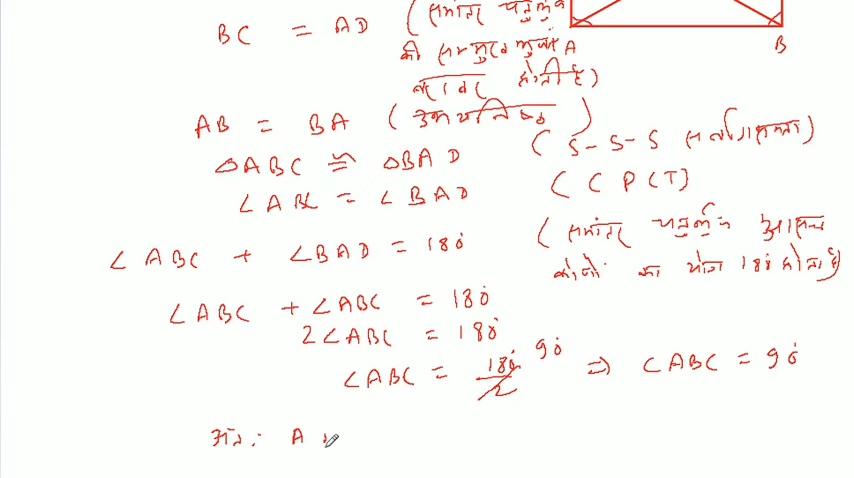 BC = AD (समांतर चतुर्भुज
की सम्मुख भुजाएं
बराबर होती है)
A B
AB = BA (उभयनिष्ठ)
△ABC ≅ △BAD (S-S-S सर्वांगसमता)
∠ABC = ∠BAD (CPCT)
∠ABC + ∠BAD = 180° (समांतर चतुर्भुज आसन्न
कोणों का योग 180° होता है)
∠ABC + ∠ABC = 180°
2∠ABC = 180°
∠ABC = 180°/2 90° ⇒ ∠ABC = 90°
अतः A